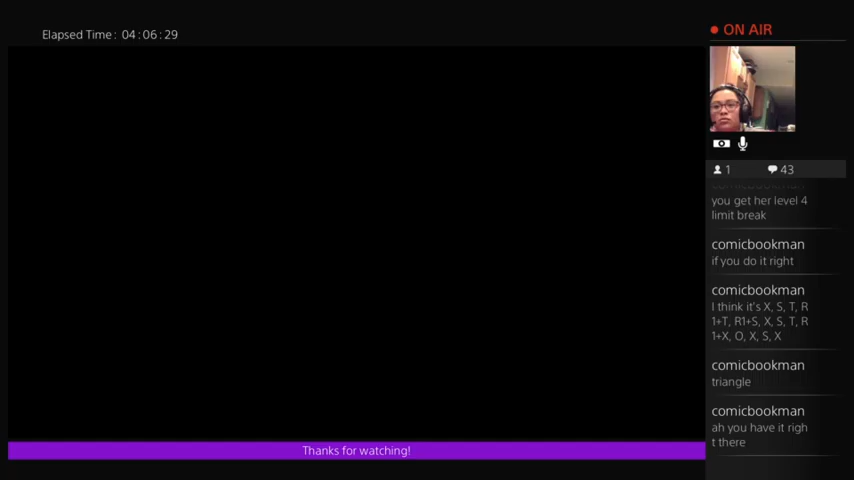 Elapsed Time: 04:06:29
ON AIR
1 43
you get her level 4
limit break
comicbookman
if you do it right
comicbookman
I think it's X, S, T, R
1+T, R1+S, X, S, T, R
1+X, O, X, S, X
comicbookman
triangle
comicbookman
ah you have it righ
t there
Thanks for watching!